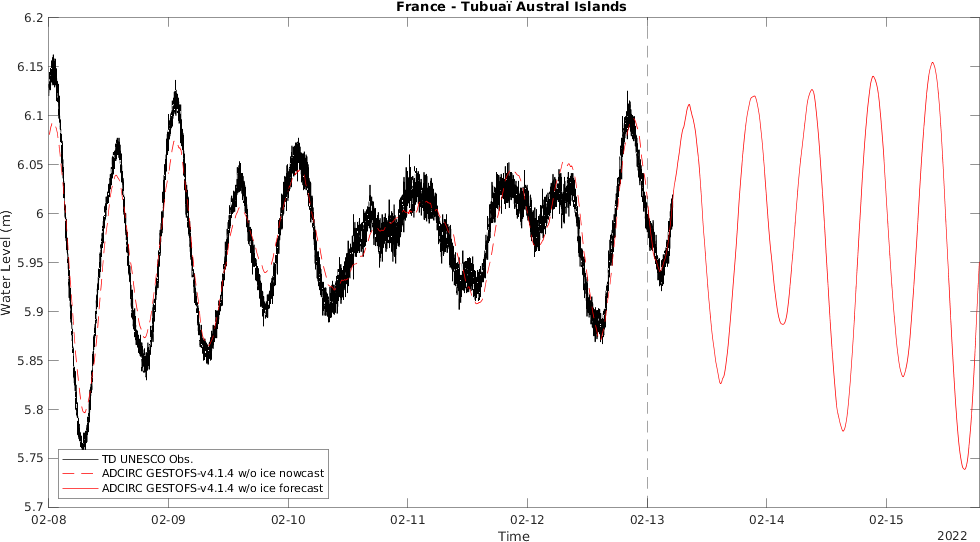 France - Tubuaï Austral Islands
6.2
6.15
6.1
6.05
6
5.95
5.9
5.85
5.8
5.75
5.7
Water Level (m)
TD UNESCO Obs.
ADCIRC GESTOFS-v4.1.4 w/o ice nowcast
ADCIRC GESTOFS-v4.1.4 w/o ice forecast
02-08 02-09 02-10 02-11 02-12 02-13 02-14 02-15
Time
2022